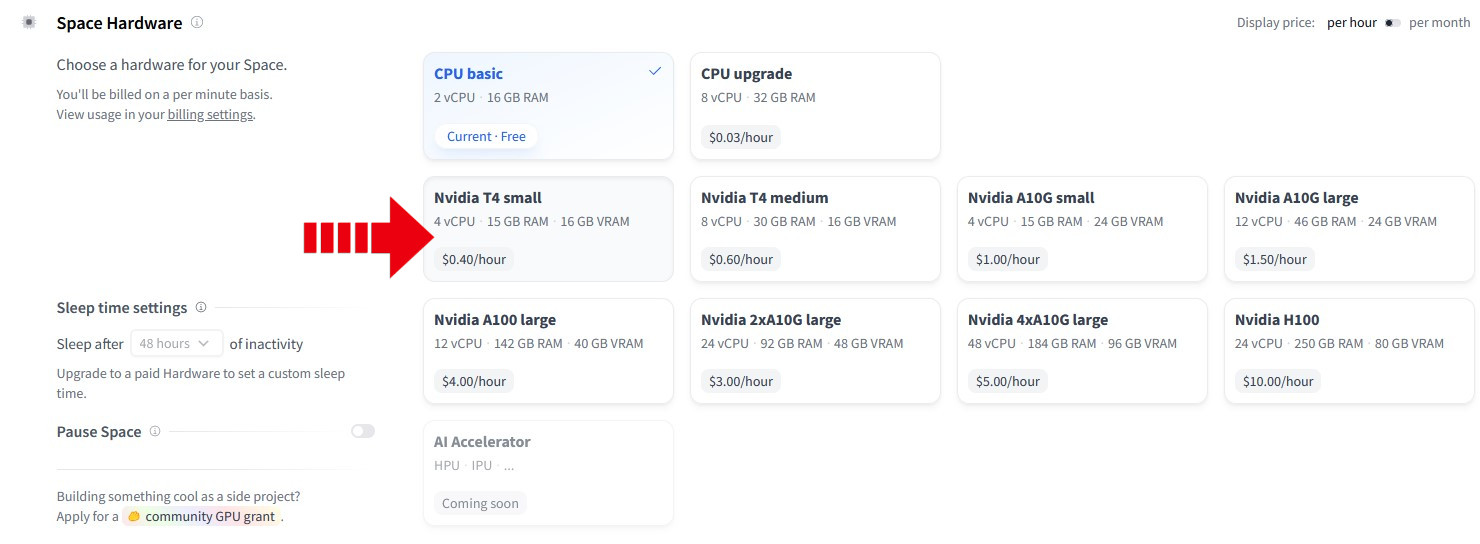 Space Hardware
Display price: per hour per month
Choose a hardware for your Space.
You'll be billed on a per minute basis.
View usage in your billing settings.
CPU basic
2 vCPU · 16 GB RAM
Current · Free
CPU upgrade
8 vCPU · 32 GB RAM
$0.03/hour
Nvidia T4 small
4 vCPU · 15 GB RAM · 16 GB VRAM
$0.40/hour
Nvidia T4 medium
8 vCPU · 30 GB RAM · 16 GB VRAM
$0.60/hour
Nvidia A10G small
4 vCPU · 15 GB RAM · 24 GB VRAM
$1.00/hour
Nvidia A10G large
12 vCPU · 46 GB RAM · 24 GB VRAM
$1.50/hour
Sleep time settings
Sleep after 48 hours of inactivity
Upgrade to a paid Hardware to set a custom sleep
time.
Nvidia A100 large
12 vCPU · 142 GB RAM · 40 GB VRAM
$4.00/hour
Nvidia 2xA10G large
24 vCPU · 92 GB RAM · 48 GB VRAM
$3.00/hour
Nvidia 4xA10G large
48 vCPU · 184 GB RAM · 96 GB VRAM
$5.00/hour
Nvidia H100
24 vCPU · 250 GB RAM · 80 GB VRAM
$10.00/hour
Pause Space
AI Accelerator
HPU · IPU · ...
Coming soon
Building something cool as a side project?
Apply for a community GPU grant .